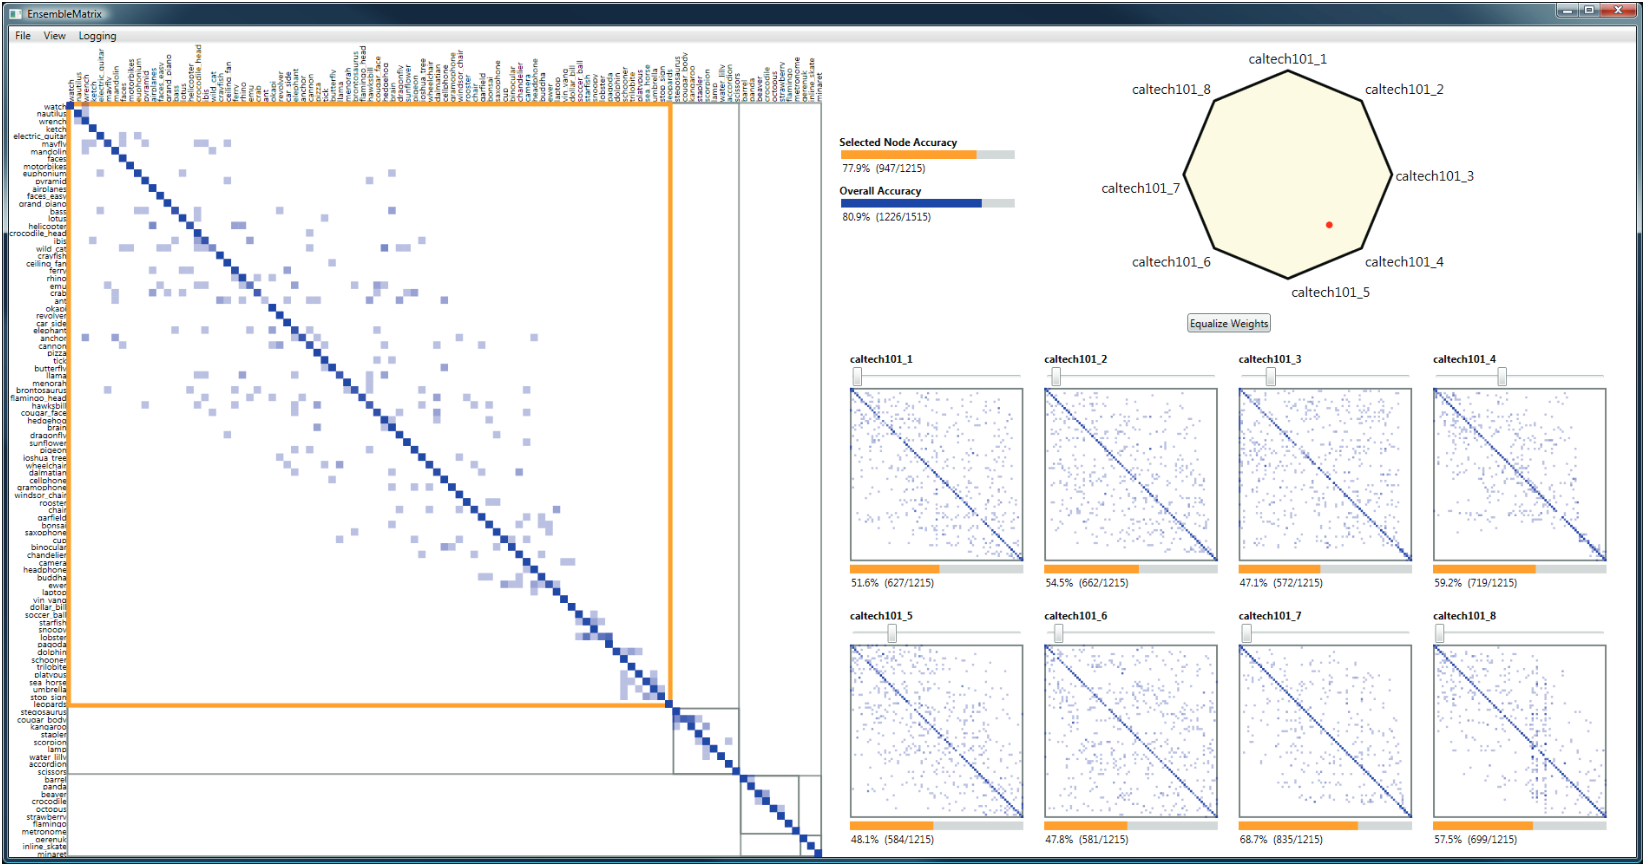 EnsembleMatrix
File View Logging
watch
nautilus
wrench
ketch
electric_guitar
mayfly
mandolin
faces
motorbikes
euphonium
pyramid
airplanes
faces_easy
grand_piano
bass
lotus
helicopter
crocodile_head
ibis
wild_cat
crayfish
ceiling_fan
ferry
rhino
emu
crab
ant
okapi
revolver
car_side
elephant
anchor
cannon
pizza
tick
butterfly
llama
menorah
brontosaurus
flamingo_head
hawksbill
cougar_face
hedgehog
brain
dragonfly
sunflower
pigeon
joshua_tree
wheelchair
dalmatian
cellphone
gramophone
windsor_chair
rooster
chair
garfield
bonsai
saxophone
cup
binocular
chandelier
camera
headphone
buddha
ewer
laptop
yin_yang
dollar_bill
soccer_ball
starfish
snoopy
lobster
pagoda
dolphin
schooner
trilobite
platypus
sea_horse
umbrella
stop_sign
leopards
stegosaurus
cougar_body
kangaroo
stapler
scorpion
lamp
water_lilly
accordion
scissors
barrel
panda
beaver
crocodile
octopus
strawberry
flamingo
metronome
gerenuk
inline_skate
minaret
Selected Node Accuracy
77.9% (947/1215)
Overall Accuracy
80.9% (1226/1515)
caltech101_1
caltech101_8
caltech101_2
caltech101_7
caltech101_3
caltech101_6
caltech101_4
caltech101_5
Equalize Weights
caltech101_1
caltech101_2
caltech101_3
caltech101_4
51.6% (627/1215)
54.5% (662/1215)
47.1% (572/1215)
59.2% (719/1215)
caltech101_5
caltech101_6
caltech101_7
caltech101_8
48.1% (584/1215)
47.8% (581/1215)
68.7% (835/1215)
57.5% (699/1215)